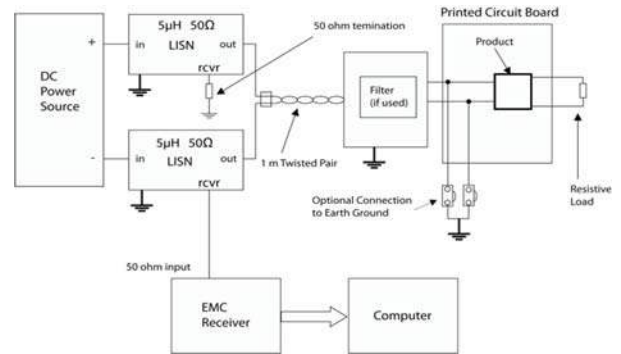 Printed Circuit Board
5µH 50Ω
LISN
in
out
rcvr
50 ohm temination
Product
+
DC
Power
Source
-
Filter
(if used)
5µH 50Ω
LISN
in
out
rcvr
1 m Twisted Pair
Resistive
Load
Optional Connection
to Earth Ground
50 ohm input
EMC
Receiver
Computer